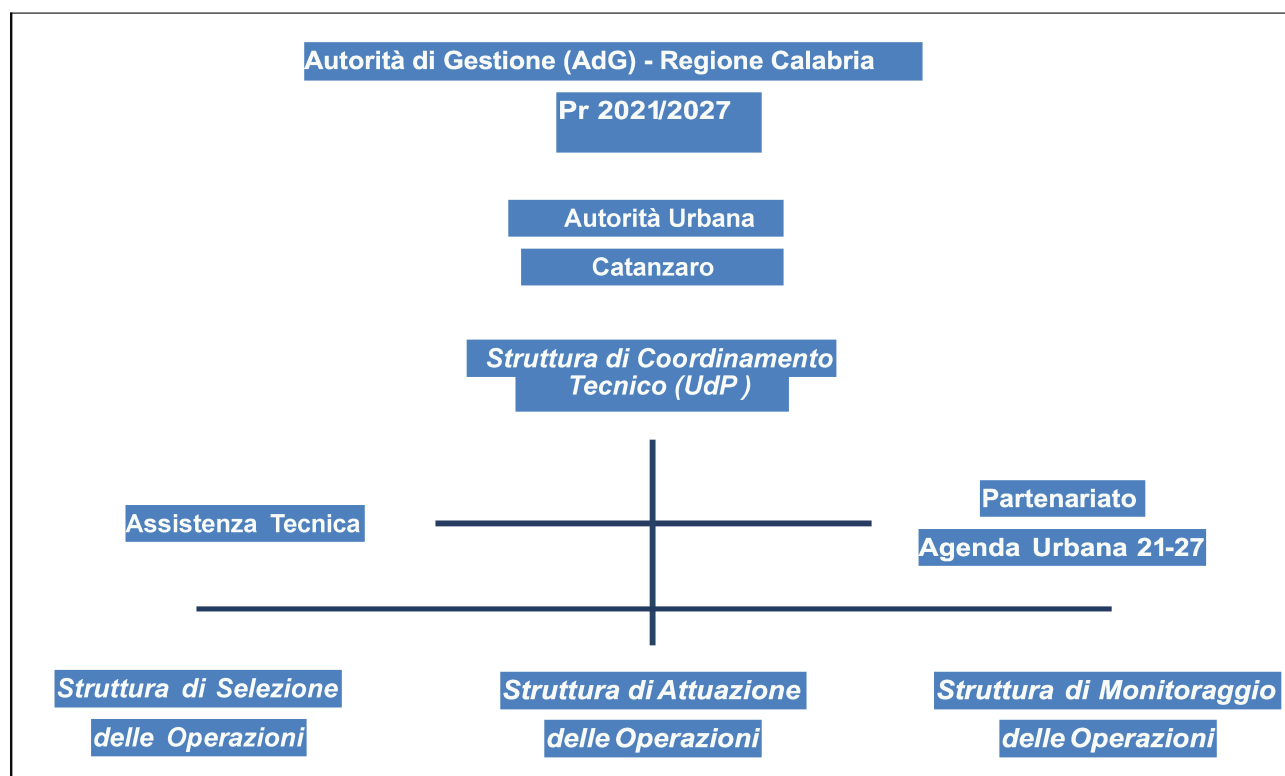 Autorità di Gestione (AdG) - Regione Calabria
Pr 2021/2027
Autorità Urbana
Catanzaro
Struttura di Coordinamento
Tecnico (UdP )
Assistenza Tecnica
Partenariato
Agenda Urbana 21-27
Struttura di Selezione
delle Operazioni
Struttura di Attuazione
delle Operazioni
Struttura di Monitoraggio
delle Operazioni